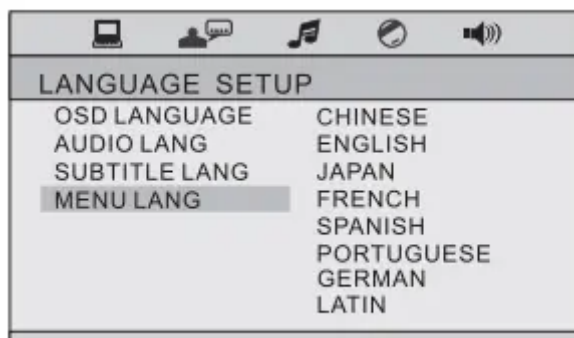 LANGUAGE SETUP
OSD LANGUAGE
AUDIO LANG
SUBTITLE LANG
MENU LANG
CHINESE
ENGLISH
JAPAN
FRENCH
SPANISH
PORTUGUESE
GERMAN
LATIN